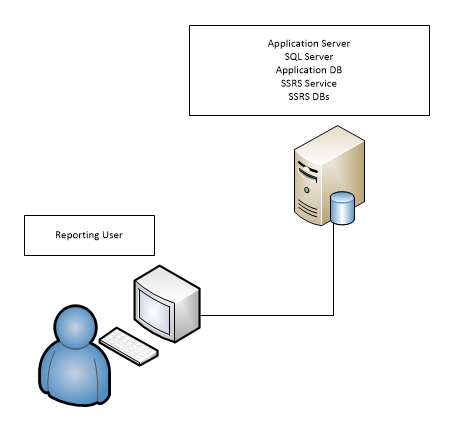 Application Server
SQL Server
Application DB
SSRS Service
SSRS DBs
Reporting User